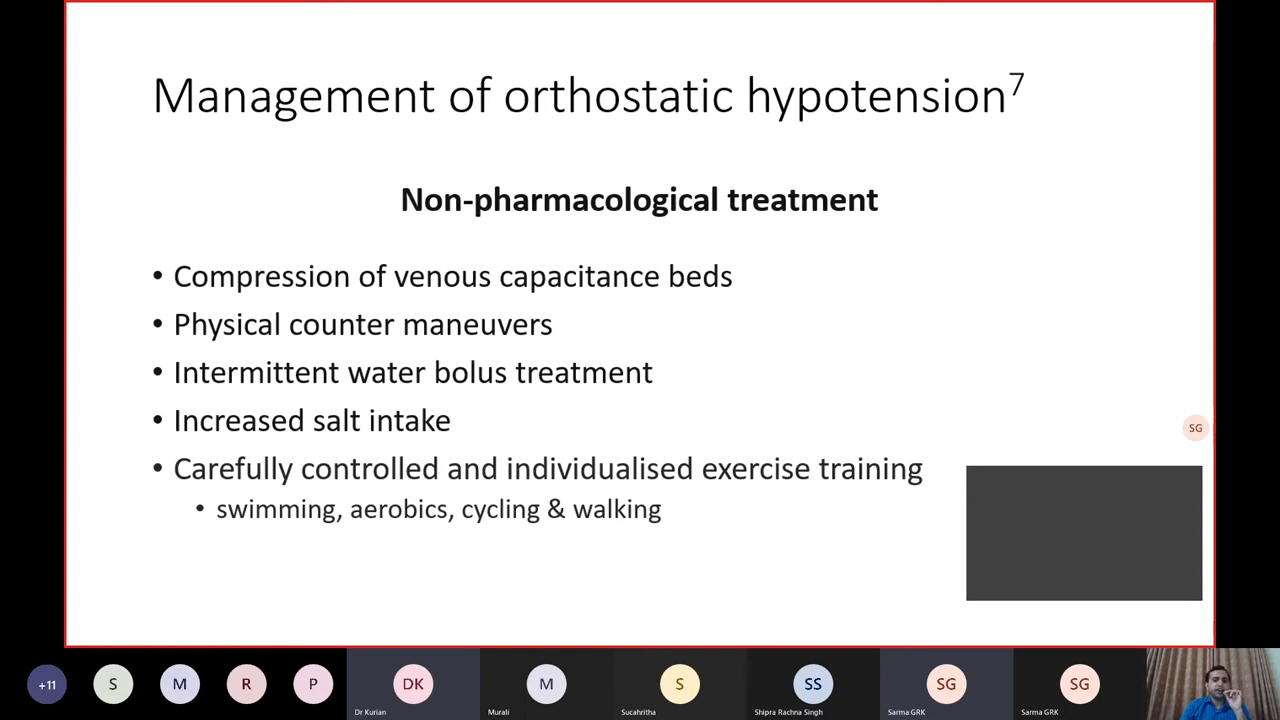 Management of orthostatic hypotension7
Non-pharmacological treatment
• Compression of venous capacitance beds
• Physical counter maneuvers
• Intermittent water bolus treatment
• Increased salt intake
• Carefully controlled and individualised exercise training
• swimming, aerobics, cycling & walking
SG
+11
S
M
R
P
DK
M
S
SS
SG
SG
Dr Kurian
Murali
Sucahritha
Shipra Rachna Singh
Sarma GRK
Sarma GRK